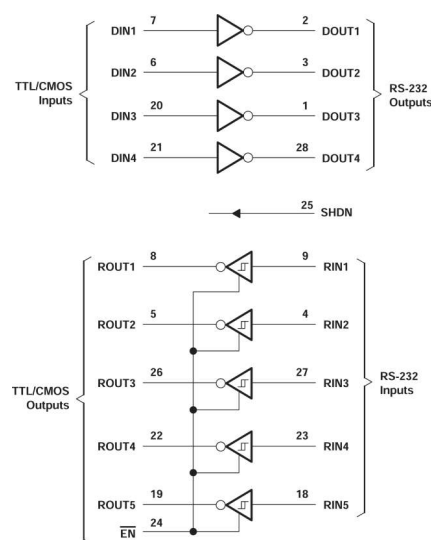 DIN1 7 2 DOUT1
DIN2 6 3 DOUT2
TTL/CMOS
Inputs
RS-232
Outputs
DIN3 20 1 DOUT3
DIN4 21 28 DOUT4
25 SHDN
ROUT1 8 9 RIN1
ROUT2 5 4 RIN2
TTL/CMOS
Outputs
ROUT3 26 27 RIN3
RS-232
Inputs
ROUT4 22 23 RIN4
ROUT5 19 18 RIN5
EN 24